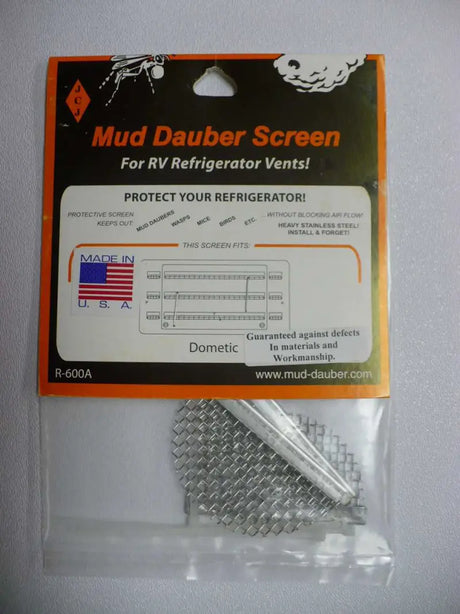 J
C
J
Mud Dauber Screen
For RV Refrigerator Vents!
PROTECT YOUR REFRIGERATOR!
PROTECTIVE SCREEN
KEEPS OUT:
MUD DAUBERS
WASPS
MICE
BIRDS
ETC.
...WITHOUT BLOCKING AIR FLOW!
HEAVY STAINLESS STEEL!
INSTALL & FORGET!
THIS SCREEN FITS:
MADE IN
U. S. A.
Dometic
Guaranteed against defects
In materials and
Workmanship.
R-600A
www.mud-dauber.com